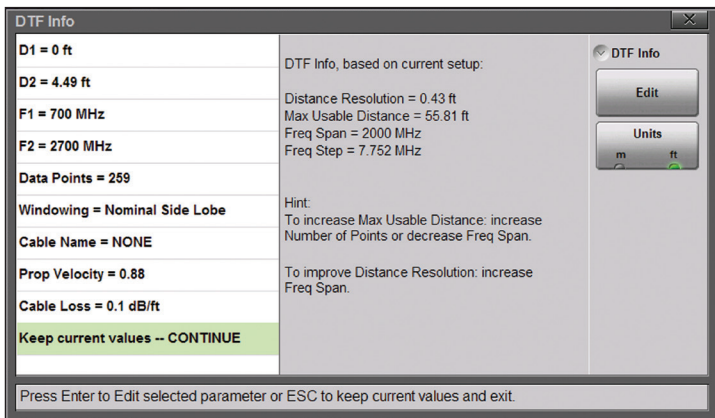 DTF Info
D1 = 0 ft
D2 = 4.49 ft
F1 = 700 MHz
F2 = 2700 MHz
Data Points = 259
Windowing = Nominal Side Lobe
Cable Name = NONE
Prop Velocity = 0.88
Cable Loss = 0.1 dB/ft
Keep current values -- CONTINUE
DTF Info, based on current setup:
Distance Resolution = 0.43 ft
Max Usable Distance = 55.81 ft
Freq Span = 2000 MHz
Freq Step = 7.752 MHz
Hint:
To increase Max Usable Distance: increase
Number of Points or decrease Freq Span.
To improve Distance Resolution: increase
Freq Span.
DTF Info
Edit
Units
m ft
Press Enter to Edit selected parameter or ESC to keep current values and exit.